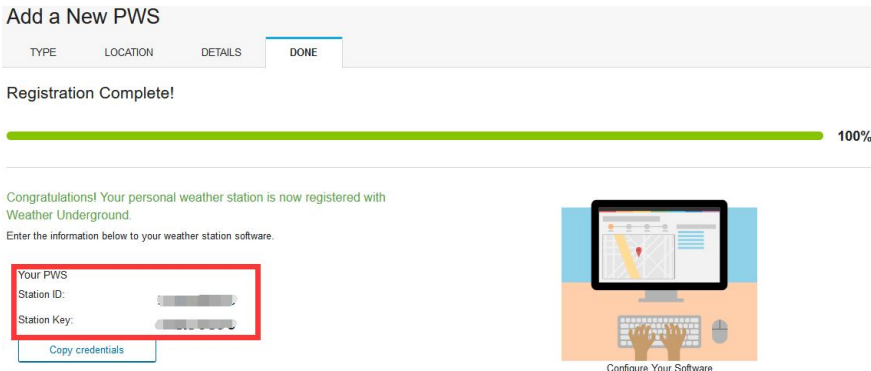 Add a New PWS
TYPE LOCATION DETAILS DONE
Registration Complete!
100%
Congratulations! Your personal weather station is now registered with
Weather Underground.
Enter the information below to your weather station software.
Your PWS
Station ID:
Station Key:
Copy credentials
Configure Your Software